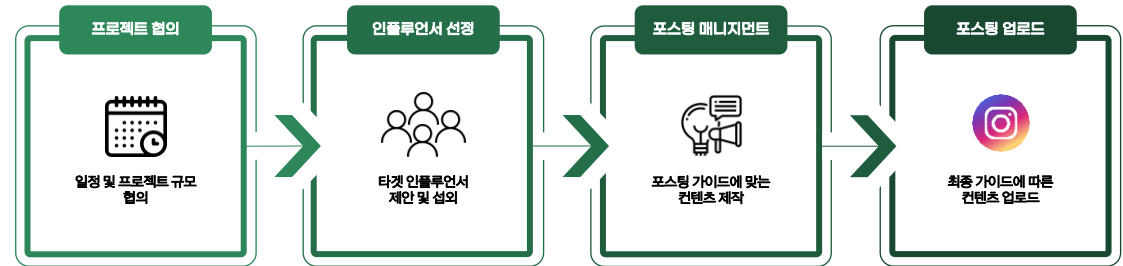 프로젝트 협의
인플루언서 선정
포스팅 매니지먼트
포스팅 업로드
일정 및 프로젝트 규모
협의
타겟 인플루언서
제안 및 섭외
포스팅 가이드에 맞는
컨텐츠 제작
최종 가이드에 따른
컨텐츠 업로드